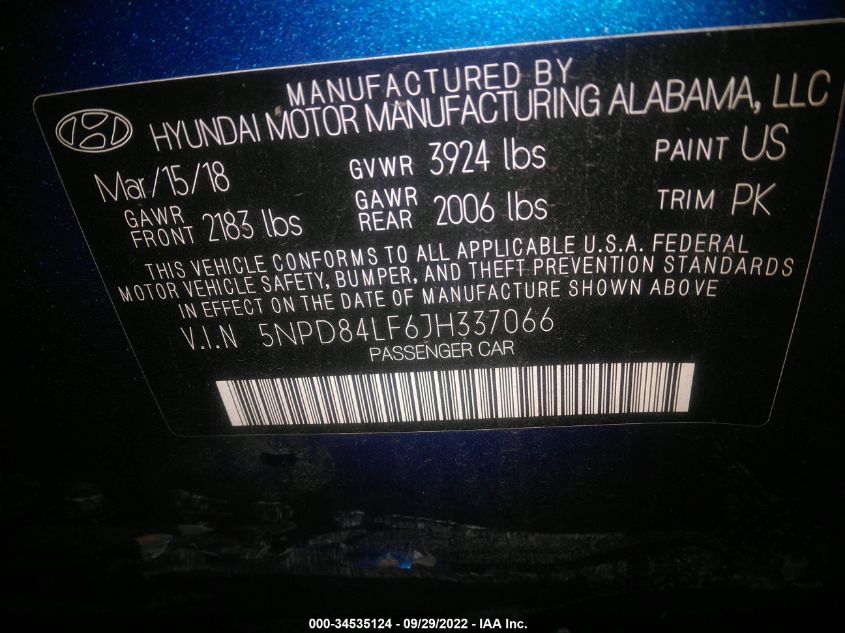 MANUFACTURED BY
HYUNDAI MOTOR MANUFACTURING ALABAMA, LLC
Mar/15/18 GVWR 3924 lbs PAINT US
GAWR FRONT 2183 lbs GAWR REAR 2006 lbs TRIM PK
THIS VEHICLE CONFORMS TO ALL APPLICABLE U.S.A. FEDERAL
MOTOR VEHICLE SAFETY, BUMPER, AND THEFT PREVENTION STANDARDS
IN EFFECT ON THE DATE OF MANUFACTURE SHOWN ABOVE
V.I.N 5NPD84LF6JH337066
PASSENGER CAR
000-34535124 - 09/29/2022 - IAA Inc.